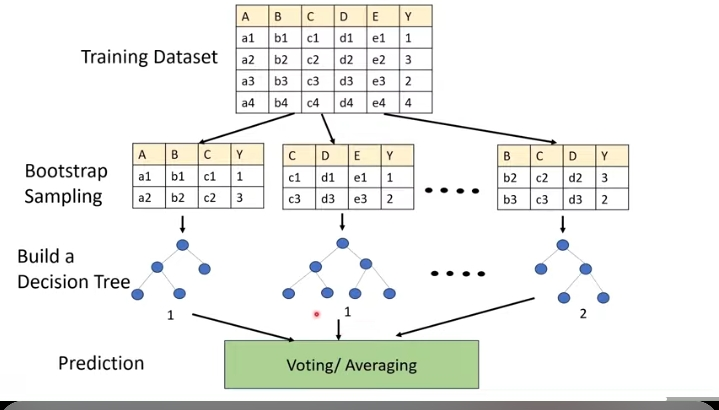 A B C D E Y
a1 b1 c1 d1 e1 1
a2 b2 c2 d2 e2 3
a3 b3 c3 d3 e3 2
a4 b4 c4 d4 e4 4
Training Dataset
Bootstrap
Sampling
A B C Y
a1 b1 c1 1
a2 b2 c2 3
C D E Y
c1 d1 e1 1
c3 d3 e3 2
B C D Y
b2 c2 d2 3
b3 c3 d3 2
Build a
Decision Tree
1
1
2
Prediction
Voting/ Averaging